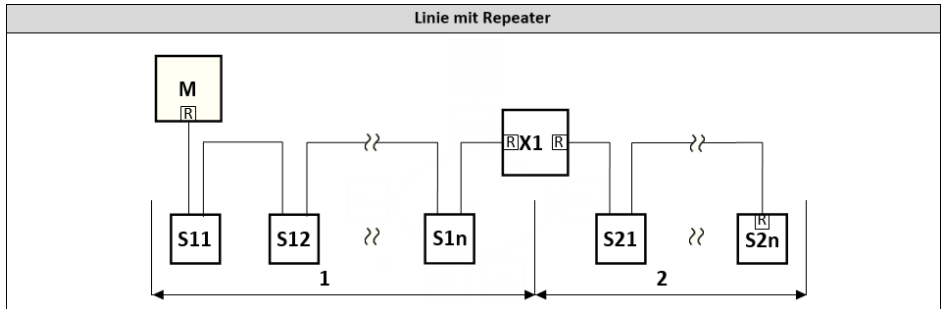 Linie mit Repeater
M
R
R X1 R
S11 S12 S1n S21 R S2n
1 2